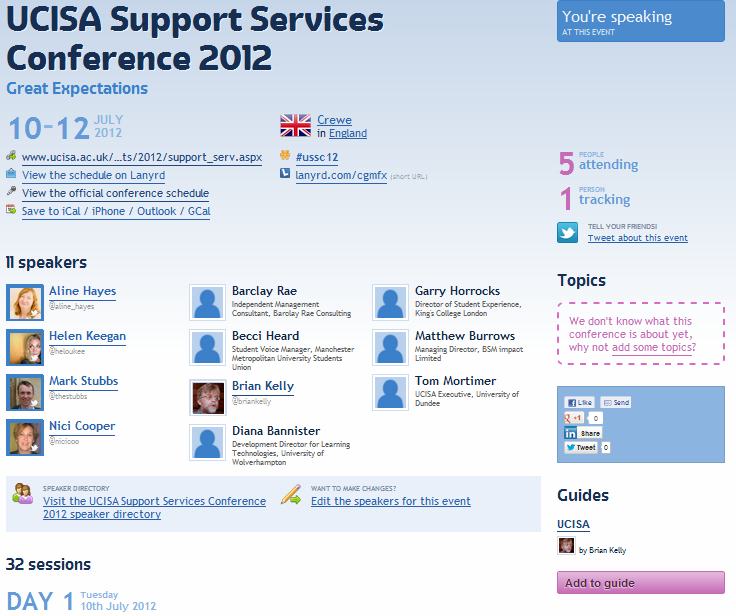 UCISA Support Services
Conference 2012
Great Expectations
10-12 JULY
2012
www.ucisa.ac.uk/...ts/2012/support_serv.aspx
View the schedule on Lanyrd
View the official conference schedule
Save to iCal / iPhone / Outlook / GCal
Crewe
in England
#ussc12
lanyrd.com/cgmfx (short URL)
You're speaking
AT THIS EVENT
5 PEOPLE
attending
1 PERSON
tracking
TELL YOUR FRIENDS!
Tweet about this event
11 speakers
Aline Hayes
@aline_hayes
Helen Keegan
@heloukee
Mark Stubbs
@thestubbs
Nici Cooper
@niciooo
Barclay Rae
Independent Management
Consultant, Barclay Rae Consulting
Becci Heard
Student Voice Manager, Manchester
Metropolitan University Students
Union
Brian Kelly
@briankelly
Diana Bannister
Development Director for Learning
Technologies, University of
Wolverhampton
Garry Horrocks
Director of Student Experience,
King's College London
Matthew Burrows
Managing Director, BSM impact
Limited
Tom Mortimer
UCISA Executive, University of
Dundee
SPEAKER DIRECTORY
Visit the UCISA Support Services Conference
2012 speaker directory
WANT TO MAKE CHANGES?
Edit the speakers for this event
Topics
We don't know what this
conference is about yet,
why not add some topics?
Like Send
+1 0
Share
Tweet 0
Guides
UCISA
by Brian Kelly
Add to guide
32 sessions
DAY 1 Tuesday
10th July 2012